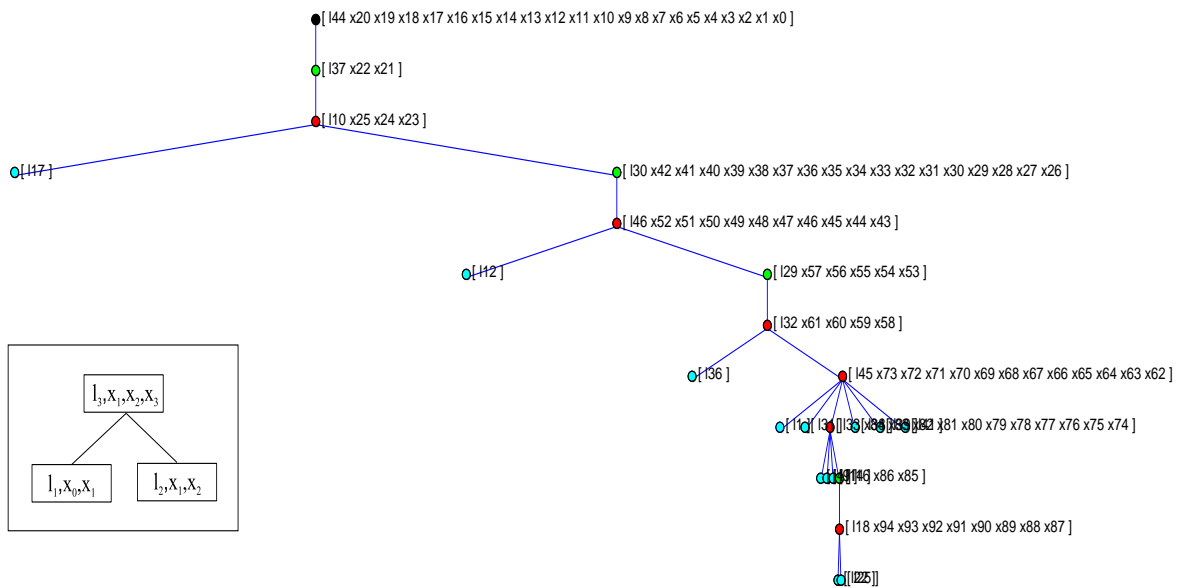 [ l44 x20 x19 x18 x17 x16 x15 x14 x13 x12 x11 x10 x9 x8 x7 x6 x5 x4 x3 x2 x1 x0 ]
[ l37 x22 x21 ]
[ l10 x25 x24 x23 ]
[ l17 ]
[ l30 x42 x41 x40 x39 x38 x37 x36 x35 x34 x33 x32 x31 x30 x29 x28 x27 x26 ]
[ l46 x52 x51 x50 x49 x48 x47 x46 x45 x44 x43 ]
[ l12 ]
[ l29 x57 x56 x55 x54 x53 ]
[ l32 x61 x60 x59 x58 ]
[ l36 ]
[ l45 x73 x72 x71 x70 x69 x68 x67 x66 x65 x64 x63 x62 ]
l₃,x₁,x₂,x₃
x81 x80 x79 x78 x77 x76 x75 x74 ]
l₁,x₀,x₁
l₂,x₁,x₂
x86 x85 ]
[ l18 x94 x93 x92 x91 x90 x89 x88 x87 ]